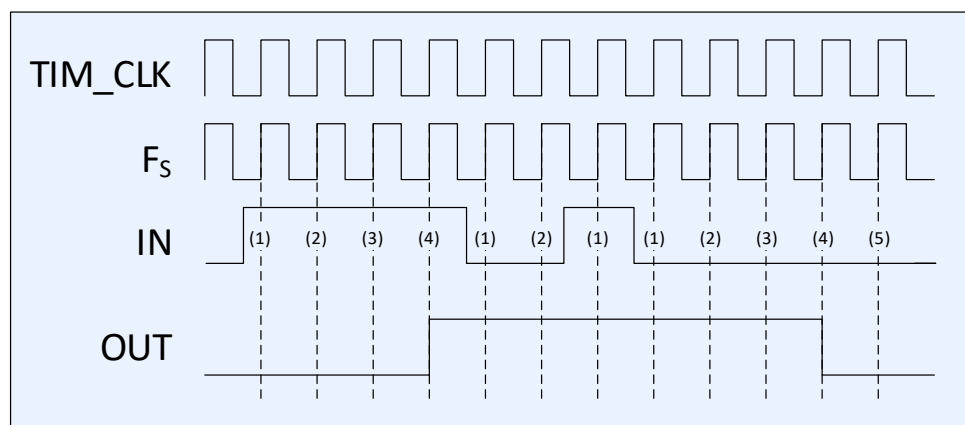 TIM_CLK
FS
IN (1) (2) (3) (4) (1) (2) (1) (1) (2) (3) (4) (5)
OUT